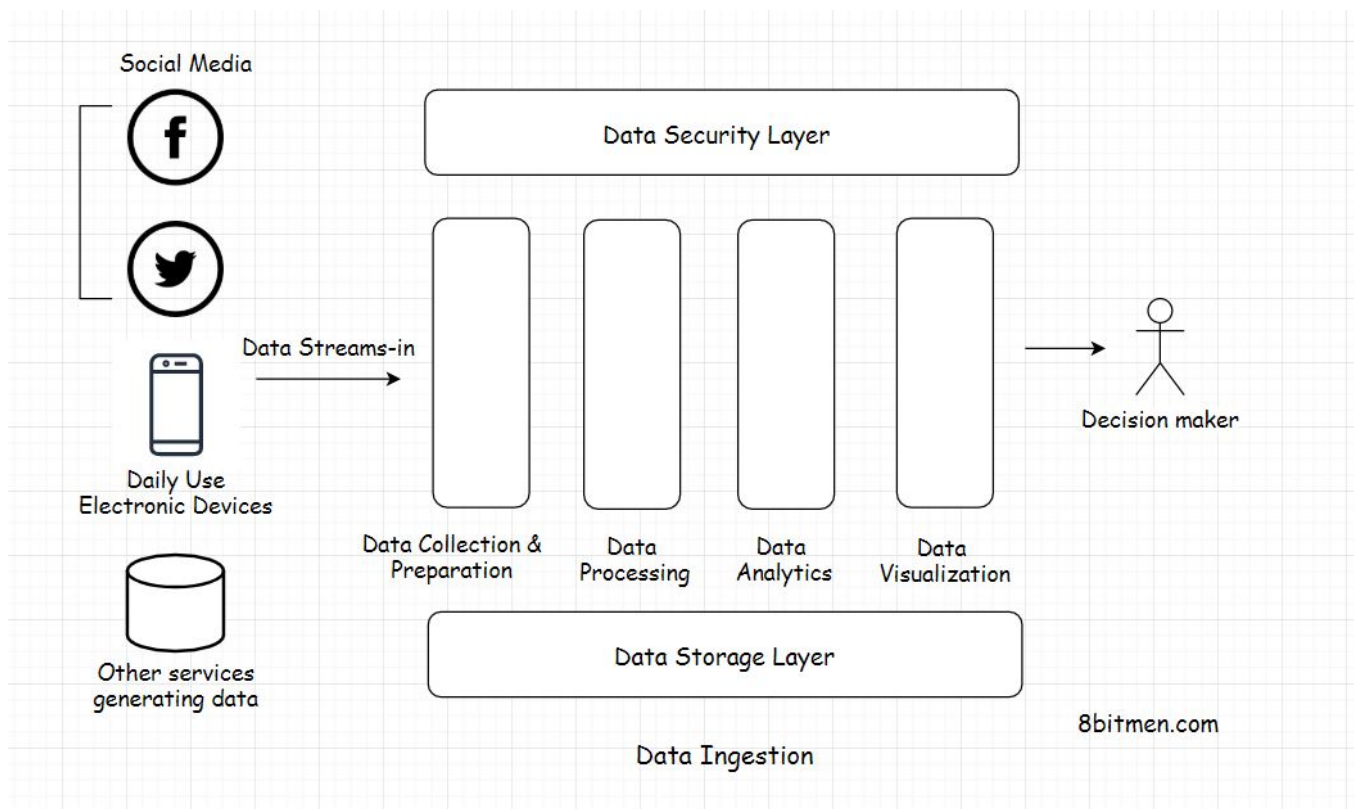 Social Media
Data Security Layer
Data Streams-in
Decision maker
Daily Use
Electronic Devices
Data Collection &
Preparation
Data
Processing
Data
Analytics
Data
Visualization
Data Storage Layer
Other services
generating data
8bitmen.com
Data Ingestion